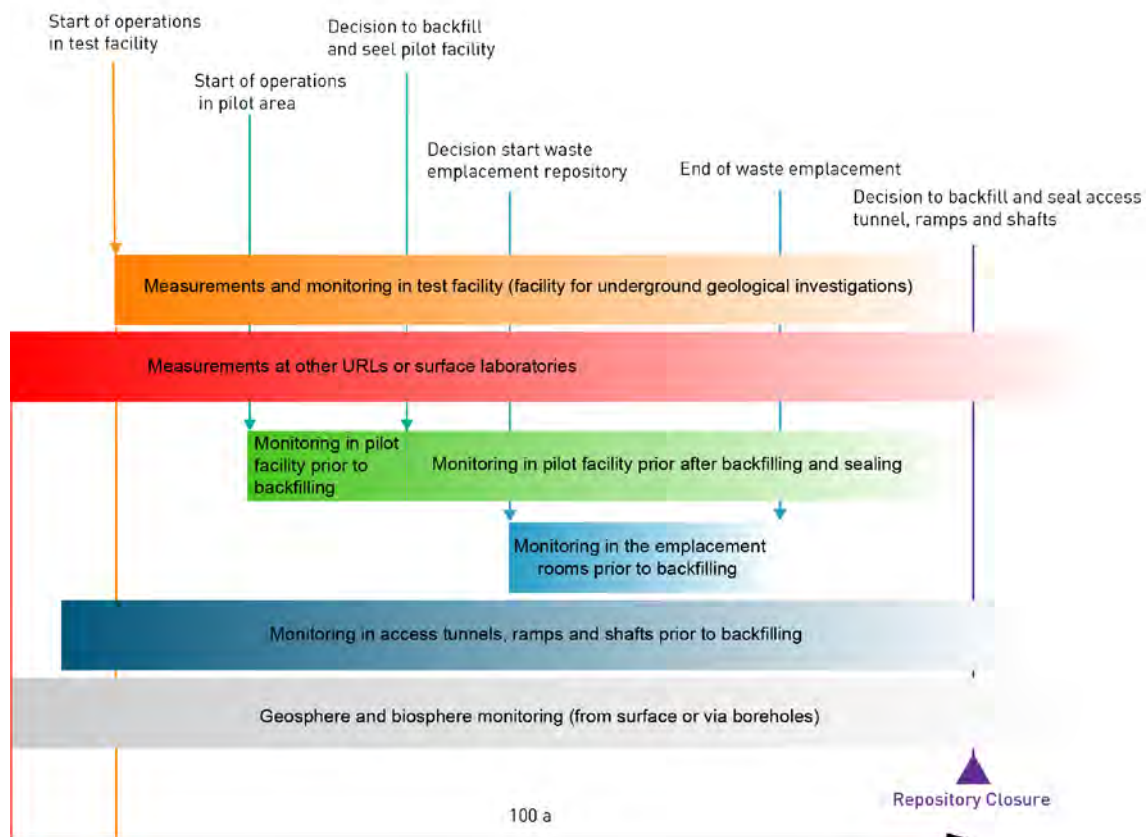 Start of operations
in test facility
Decision to backfill
and seel pilot facility
Start of operations
in pilot area
Decision start waste
emplacement repository
End of waste emplacement
Decision to backfill and seal access
tunnel, ramps and shafts
Measurements and monitoring in test facility (facility for underground geological investigations)
Measurements at other URLs or surface laboratories
Monitoring in pilot
facility prior to
backfilling
Monitoring in pilot facility prior after backfilling and sealing
Monitoring in the emplacement
rooms prior to backfilling
Monitoring in access tunnels, ramps and shafts prior to backfilling
Geosphere and biosphere monitoring (from surface or via boreholes)
Repository Closure
100 a